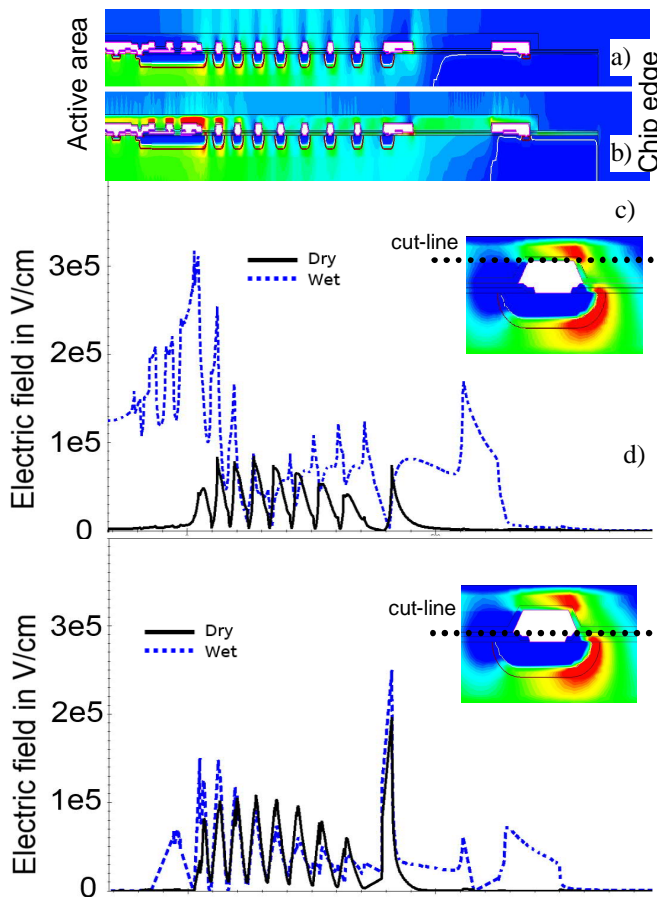 Active area
a)
b)
Chip edge
c)
cut-line
Dry
Wet
3e5
2e5
1e5
0
Electric field in V/cm
d)
cut-line
Dry
Wet
3e5
2e5
1e5
0
Electric field in V/cm